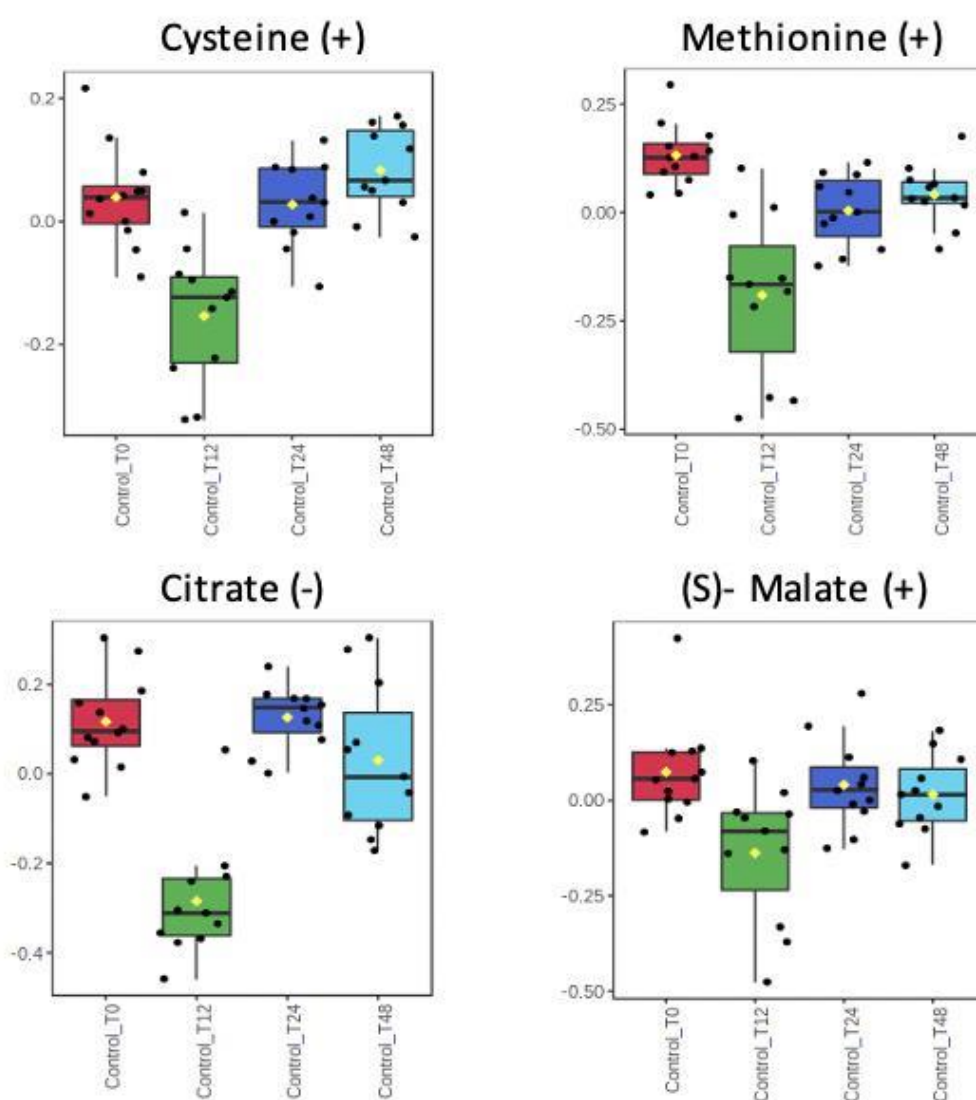 Cysteine (+)
0.2
0.0
-0.2
Control_T0
Control_T12
Control_T24
Control_T48
Methionine (+)
0.25
0.00
-0.25
-0.50
Control_T0
Control_T12
Control_T24
Control_T48
Citrate (-)
0.2
0.0
-0.2
-0.4
Control_T0
Control_T12
Control_T24
Control_T48
(S)- Malate (+)
0.25
0.00
-0.25
-0.50
Control_T0
Control_T12
Control_T24
Control_T48